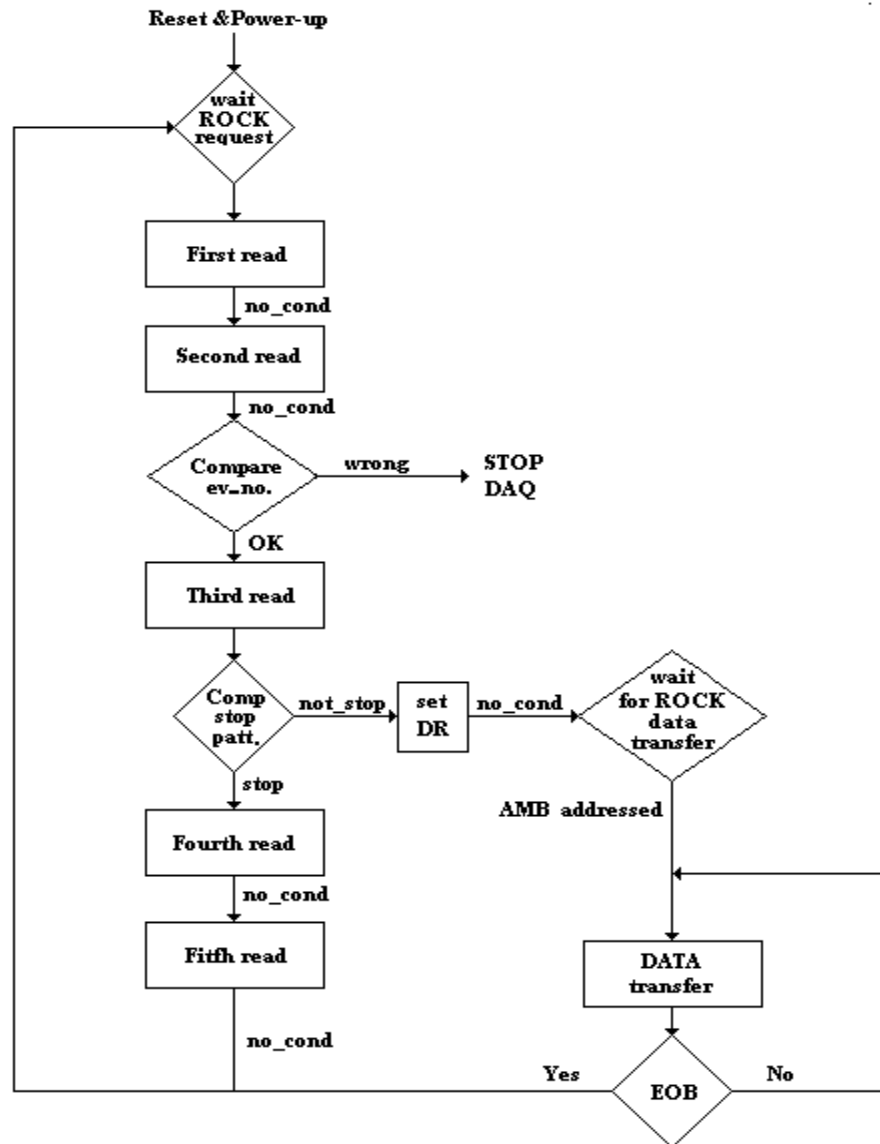 Reset &Power-up
wait
ROCK
request
First read
no_cond
Second read
no_cond
Compare
ev-no.
wrong
STOP
DAQ
OK
Third read
Comp
stop
patt.
not_stop
set
DR
no_cond
wait
for ROCK
data
transfer
stop
AMB addressed
Fourth read
no_cond
Fitfh read
DATA
transfer
no_cond
Yes
EOB
No